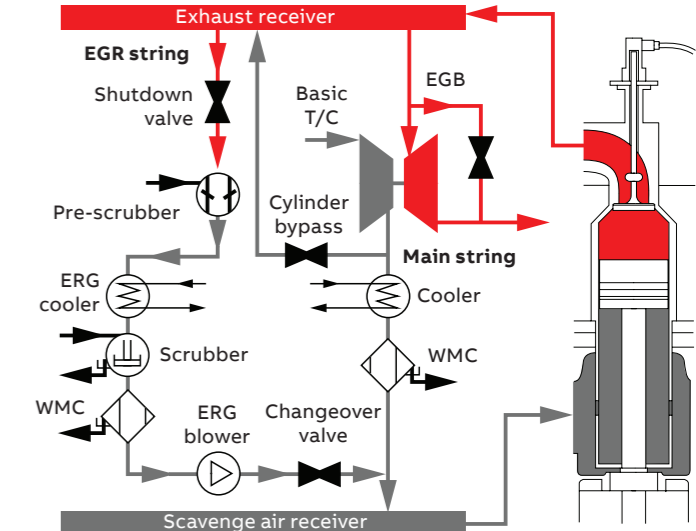 Exhaust receiver
EGR string
Shutdown
valve
Basic
T/C
EGB
Pre-scrubber
Cylinder
bypass
Main string
ERG
cooler
Cooler
Scrubber
WMC
WMC
ERG
blower
Changeover
valve
Scavenge air receiver